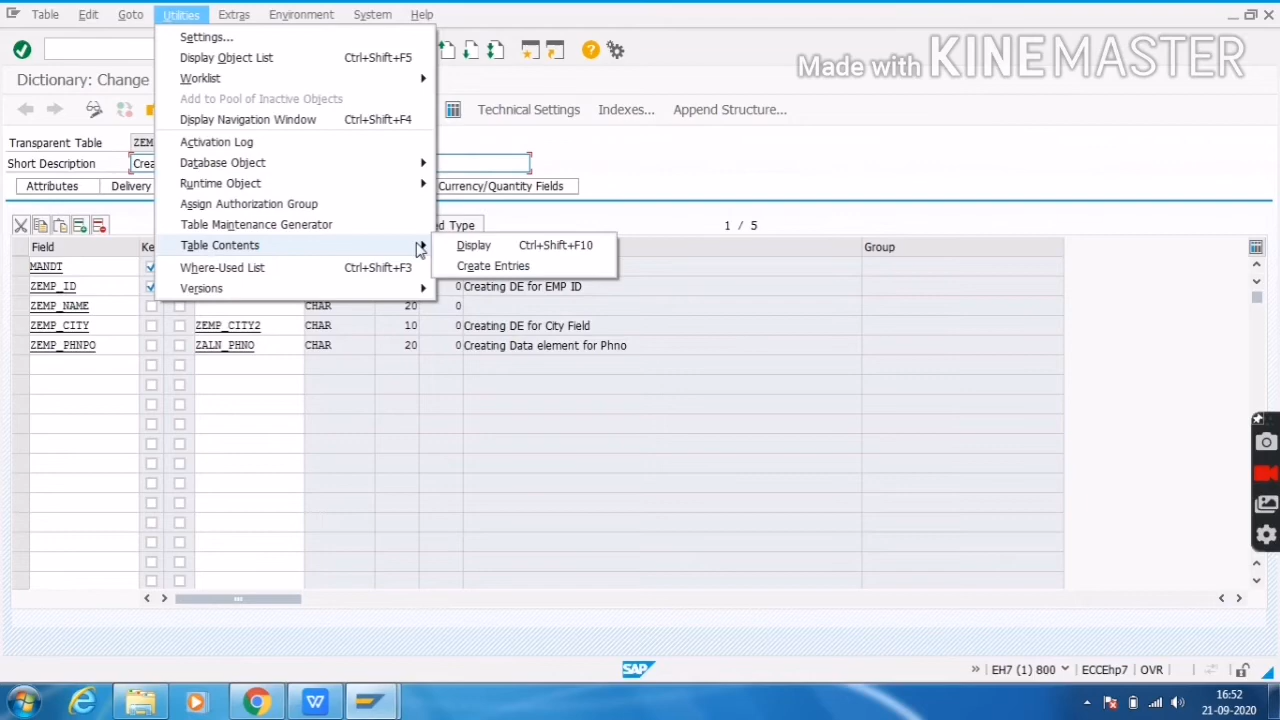 Table Edit Goto Utilities Extras Environment System Help
Made with KINEMASTER
Settings...
Display Object List Ctrl+Shift+F5
Worklist
Add to Pool of Inactive Objects
Display Navigation Window Ctrl+Shift+F4
Activation Log
Database Object
Runtime Object
Assign Authorization Group
Table Maintenance Generator
Table Contents
Where-Used List Ctrl+Shift+F3
Versions
Display Ctrl+Shift+F10
Create Entries
Dictionary: Change
Technical Settings Indexes... Append Structure...
Transparent Table ZEMP
Short Description Crea
Attributes Delivery Currency/Quantity Fields
d Type 1 / 5
Field Ke Group
MANDT
ZEMP_ID 0 Creating DE for EMP ID
ZEMP_NAME CHAR 20 0
ZEMP_CITY ZEMP_CITY2 CHAR 10 0 Creating DE for City Field
ZEMP_PHNPO ZALN_PHNO CHAR 20 0 Creating Data element for Phno
SAP
» EH7 (1) 800 ECCEhp7 OVR
16:52
21-09-2020